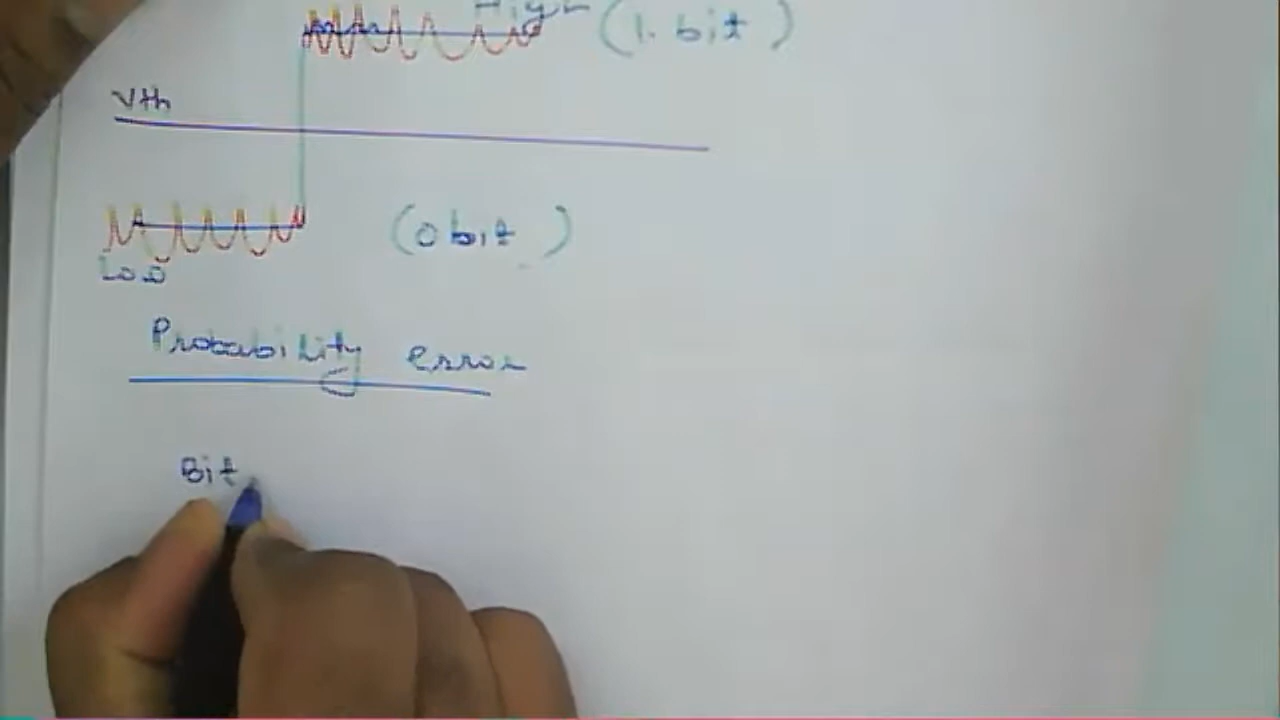 High (1. bit)
Vth
(0 bit)
Low
Probability error
Bit